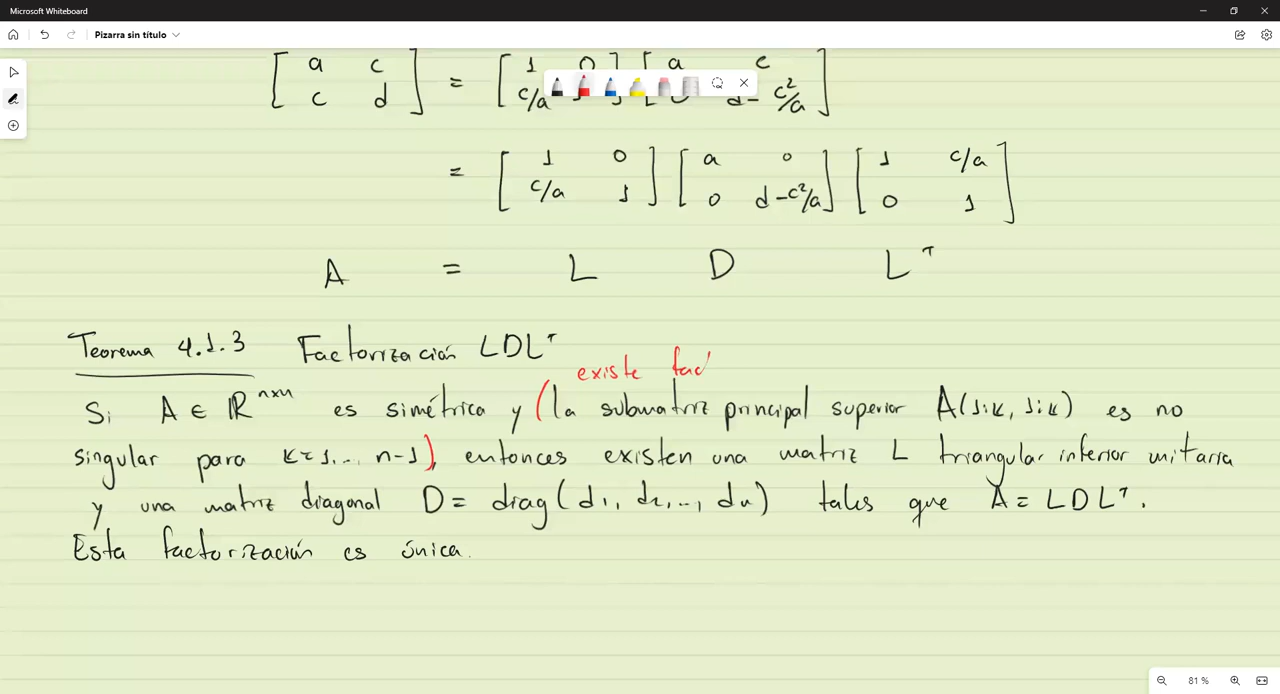 Microsoft Whiteboard
Pizarra sin título
[ a c ] = [ 1 0 ] [ a c ]
[ c d ] [ c/a ] [ d - c²/a ]
= [ 1 0 ] [ a 0 ] [ 1 c/a ]
[ c/a 1 ] [ 0 d - c²/a ] [ 0 1 ]
A = L D Lᵀ
Teorema 4.1.3 Factorización LDLᵀ
existe fac
Si A ∈ ℝⁿˣⁿ es simétrica y (la submatriz principal superior A(1:k, 1:k) es no
singular para k=1,..., n-1), entonces existen una matriz L triangular inferior unitaria
y una matriz diagonal D = diag(d₁, d₂, ..., dₙ) tales que A = LDLᵀ.
Esta factorización es única.
81 %